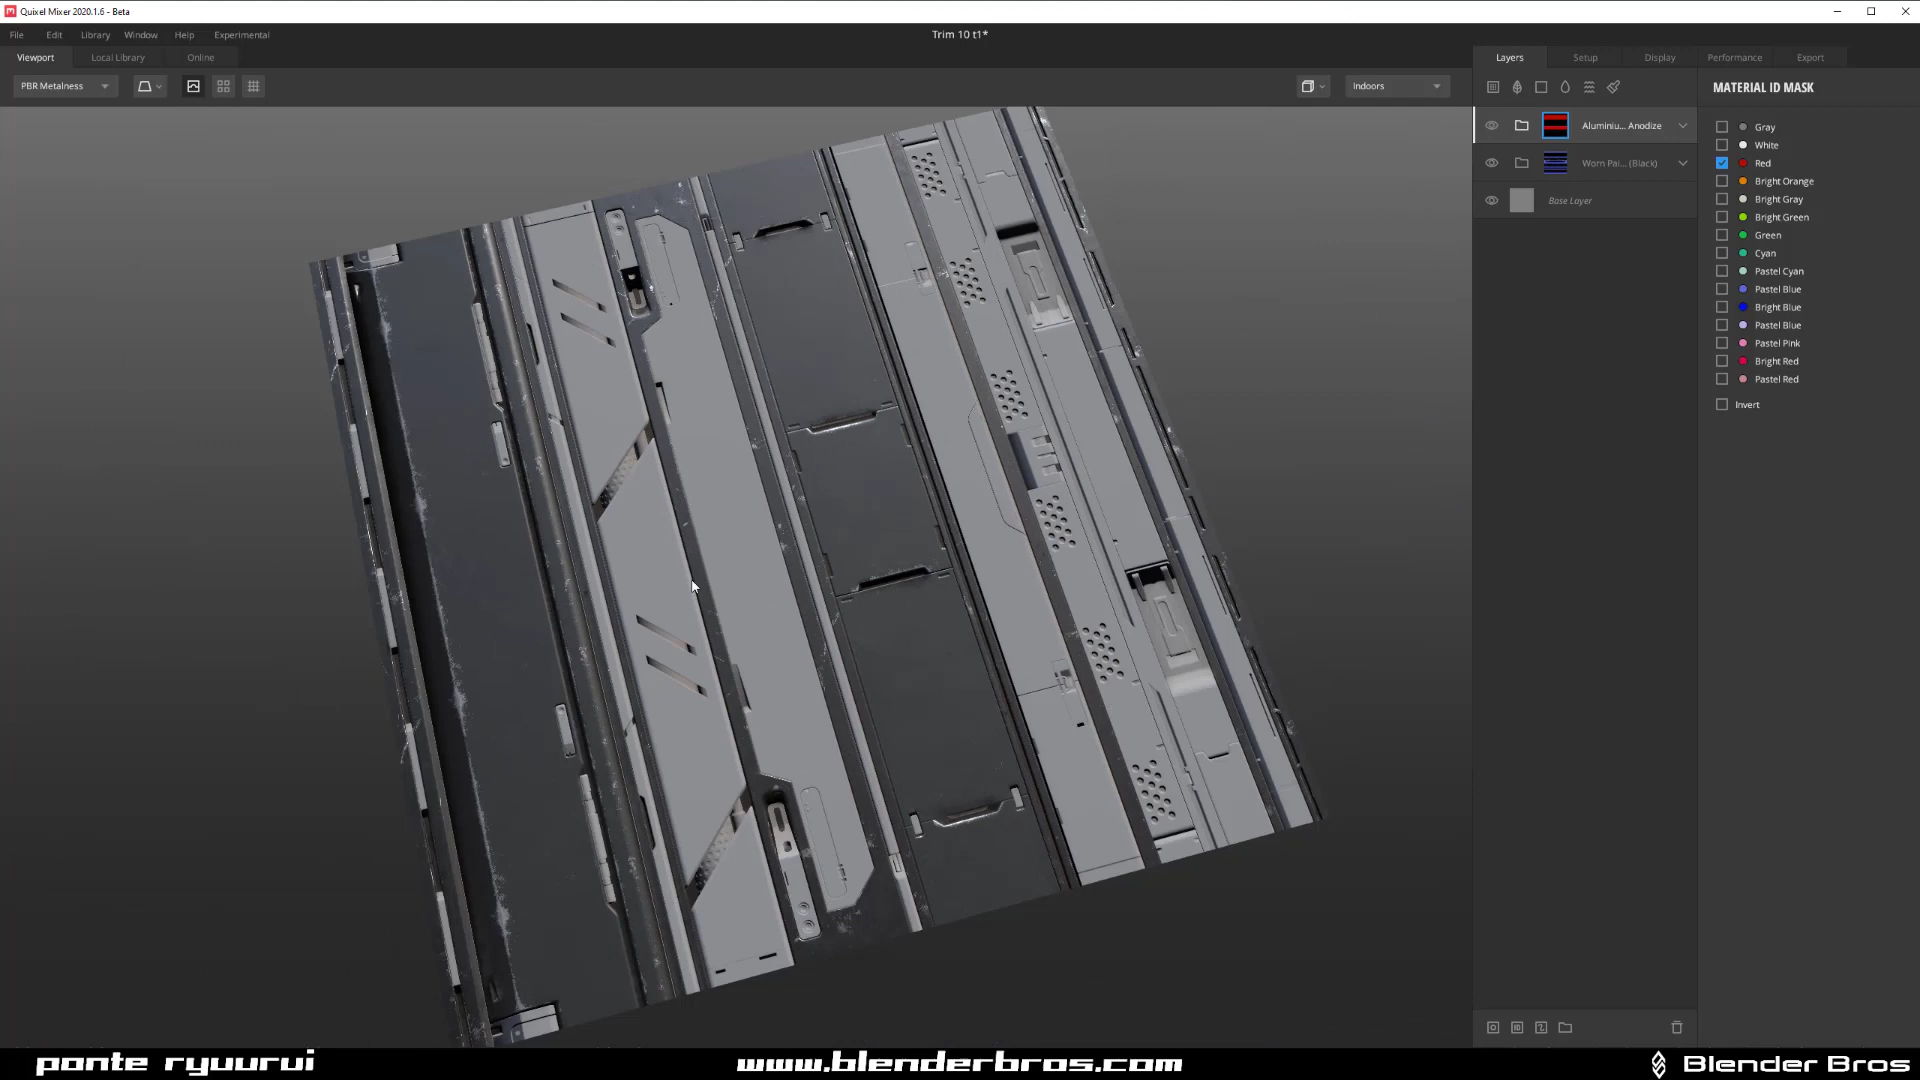 Quixel Mixer 2020.1.6 - Beta
File Edit Library Window Help Experimental
Trim 10 t1*
Viewport Local Library Online
Layers Setup Display Performance Export
PBR Metalness
Indoors
MATERIAL ID MASK
Aluminiu... Anodize
Worn Pai... (Black)
Base Layer
Gray
White
Red
Bright Orange
Bright Gray
Bright Green
Green
Cyan
Pastel Cyan
Pastel Blue
Bright Blue
Pastel Blue
Pastel Pink
Bright Red
Pastel Red
Invert
ponte ryuurui
www.blenderbros.com
Blender Bros